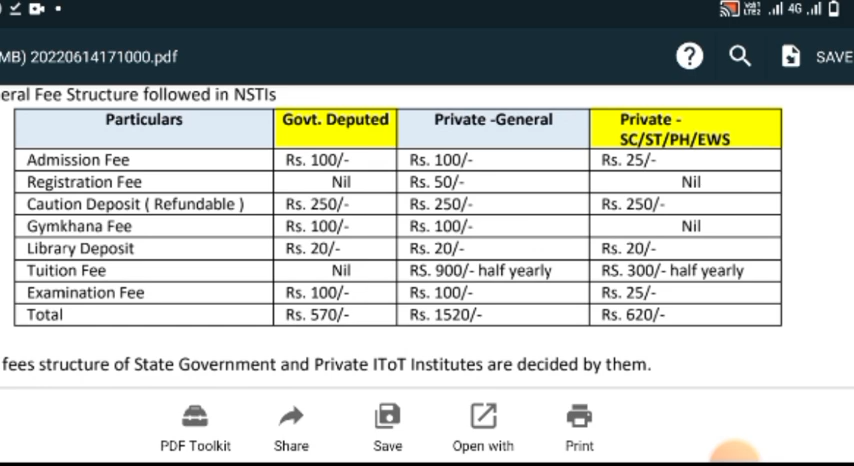 4G
MB) 20220614171000.pdf
? SAVE
eral Fee Structure followed in NSTIs
Particulars Govt. Deputed Private -General Private - SC/ST/PH/EWS
Admission Fee Rs. 100/- Rs. 100/- Rs. 25/-
Registration Fee Nil Rs. 50/- Nil
Caution Deposit ( Refundable ) Rs. 250/- Rs. 250/- Rs. 250/-
Gymkhana Fee Rs. 100/- Rs. 100/- Nil
Library Deposit Rs. 20/- Rs. 20/- Rs. 20/-
Tuition Fee Nil RS. 900/- half yearly RS. 300/- half yearly
Examination Fee Rs. 100/- Rs. 100/- Rs. 25/-
Total Rs. 570/- Rs. 1520/- Rs. 620/-
fees structure of State Government and Private IToT Institutes are decided by them.
PDF Toolkit Share Save Open with Print